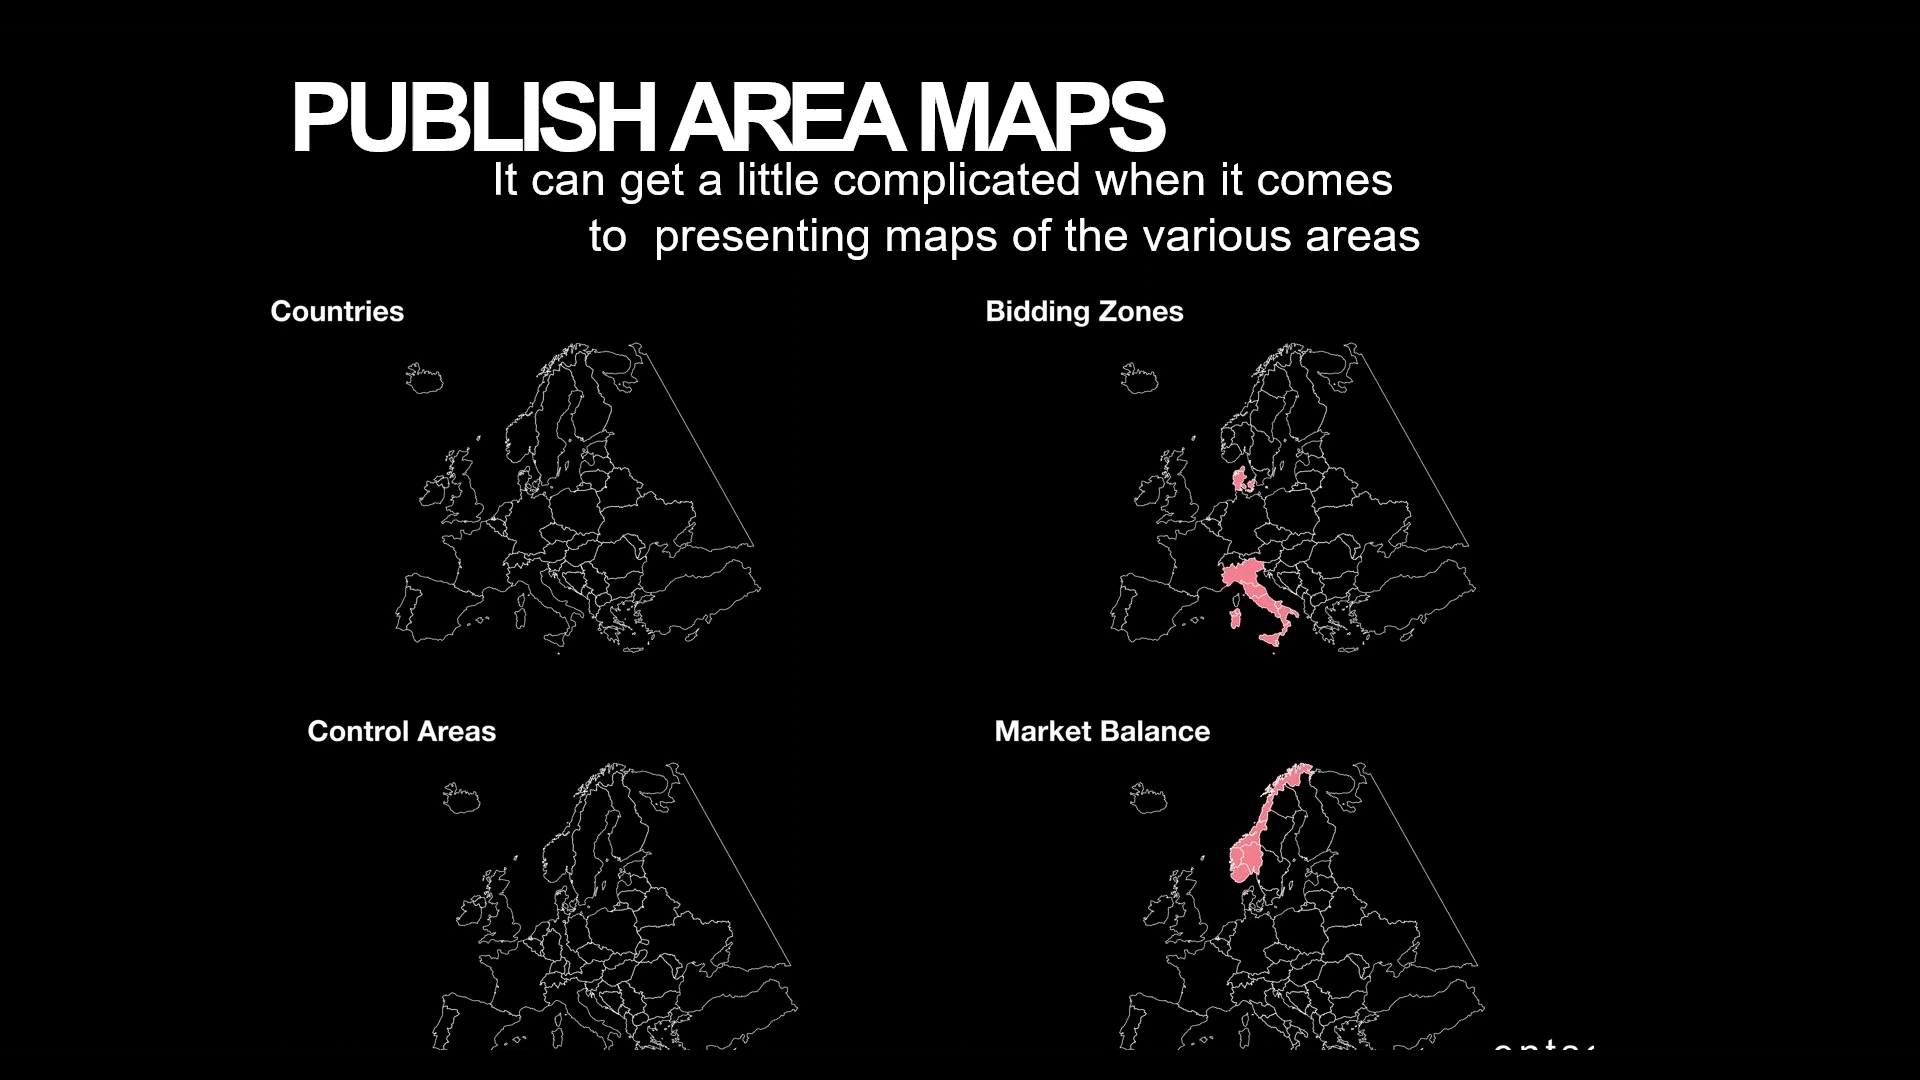 PUBLISH AREA MAPS
It can get a little complicated when it comes
to presenting maps of the various areas
Countries
Bidding Zones
Control Areas
Market Balance